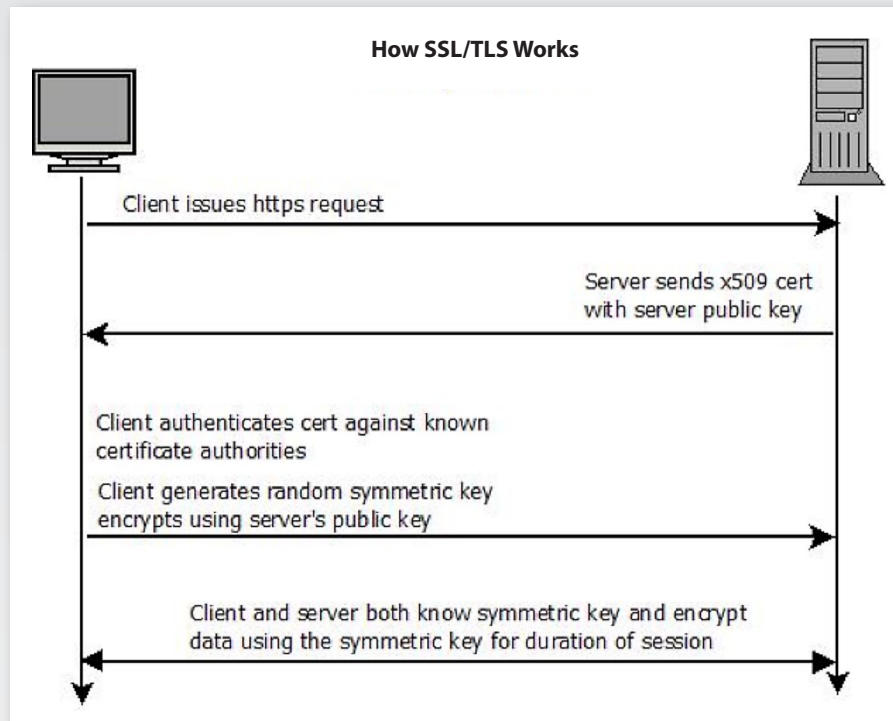 How SSL/TLS Works
Client issues https request
Server sends x509 cert
with server public key
Client authenticates cert against known
certificate authorities
Client generates random symmetric key
encrypts using server's public key
Client and server both know symmetric key and encrypt
data using the symmetric key for duration of session